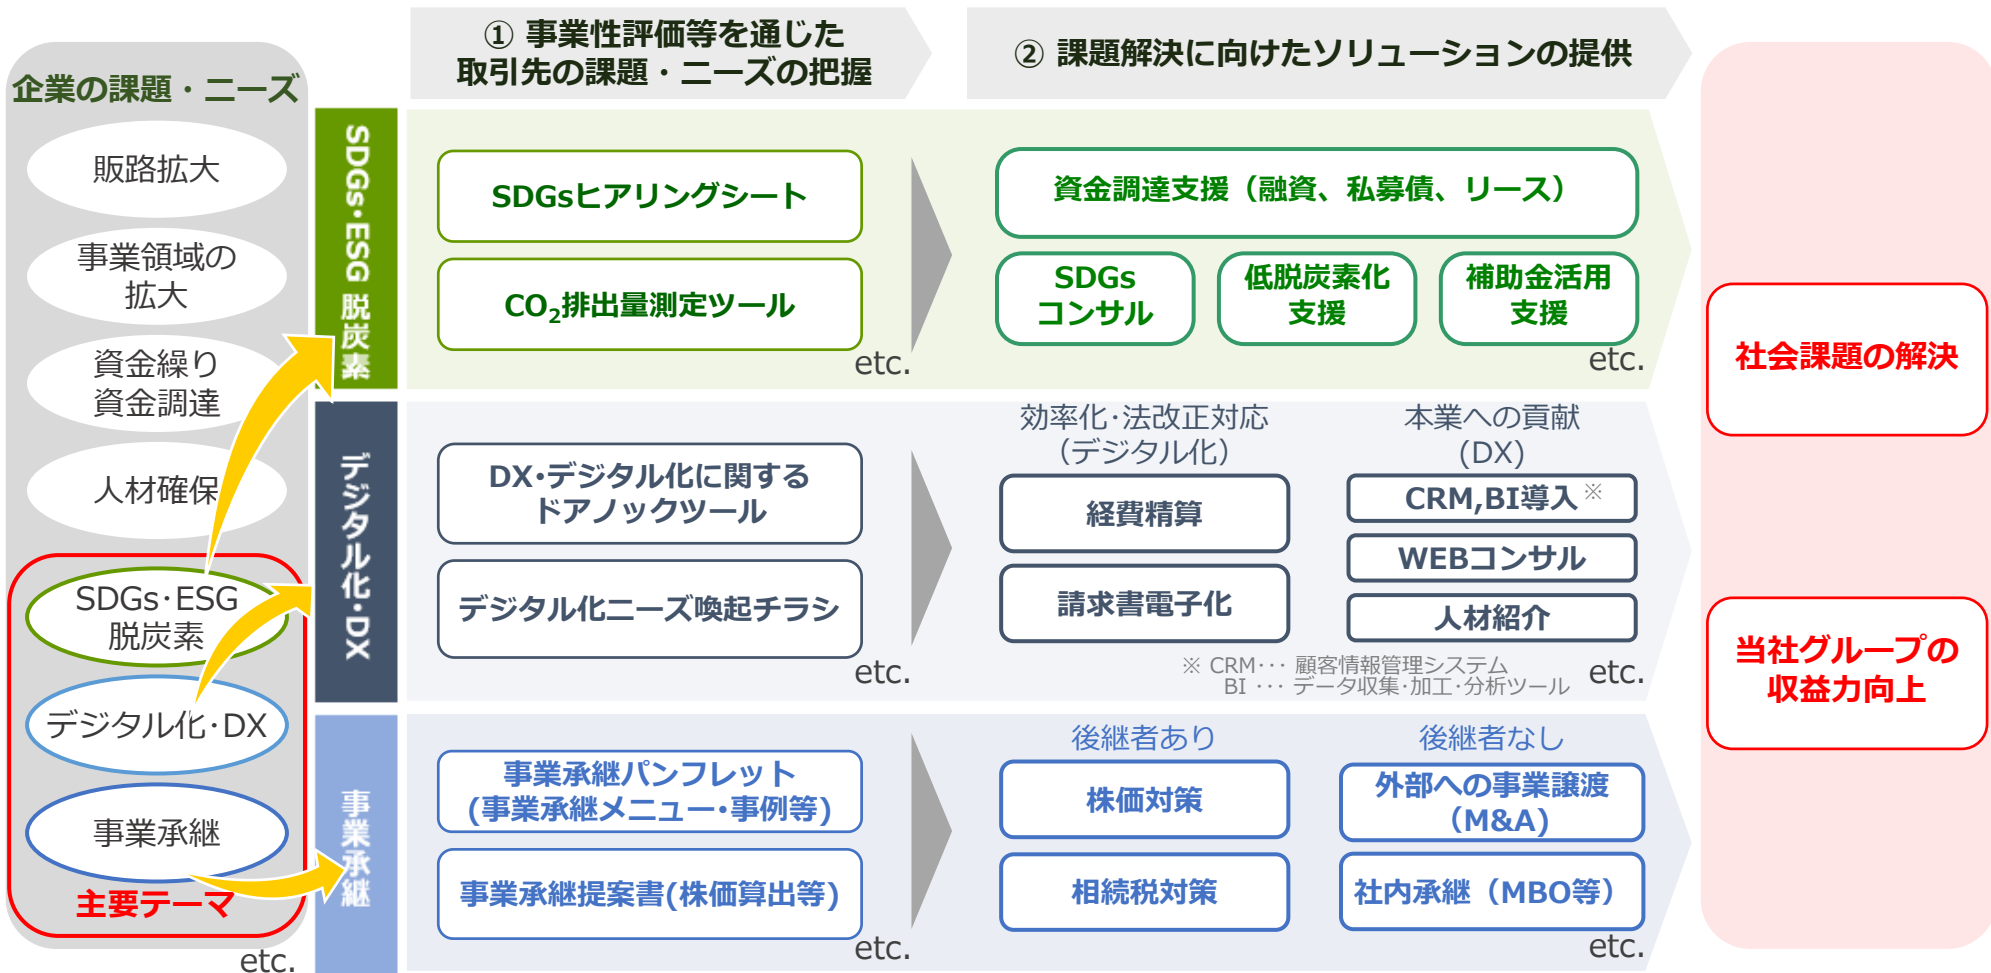 ① 事業性評価等を通じた
取引先の課題・ニーズの把握
② 課題解決に向けたソリューションの提供
企業の課題・ニーズ
販路拡大
事業領域の
拡大
資金繰り
資金調達
人材確保
SDGs･ESG
脱炭素
デジタル化･DX
事業承継
主要テーマ
etc.
SDGs･ESG 脱炭素
SDGsヒアリングシート
CO₂排出量測定ツール
etc.
資金調達支援（融資、私募債、リース）
SDGs
コンサル
低脱炭素化
支援
補助金活用
支援
etc.
デジタル化･DX
DX･デジタル化に関する
ドアノックツール
デジタル化ニーズ喚起チラシ
etc.
効率化･法改正対応
（デジタル化）
経費精算
請求書電子化
本業への貢献
(DX)
CRM,BI導入※
WEBコンサル
人材紹介
※ CRM･･･ 顧客情報管理システム
BI ･･･ データ収集･加工･分析ツール
etc.
事業承継
事業承継パンフレット
(事業承継メニュー･事例等)
事業承継提案書(株価算出等)
etc.
後継者あり
株価対策
相続税対策
後継者なし
外部への事業譲渡
（M&A)
社内承継（MBO等）
etc.
社会課題の解決
当社グループの
収益力向上